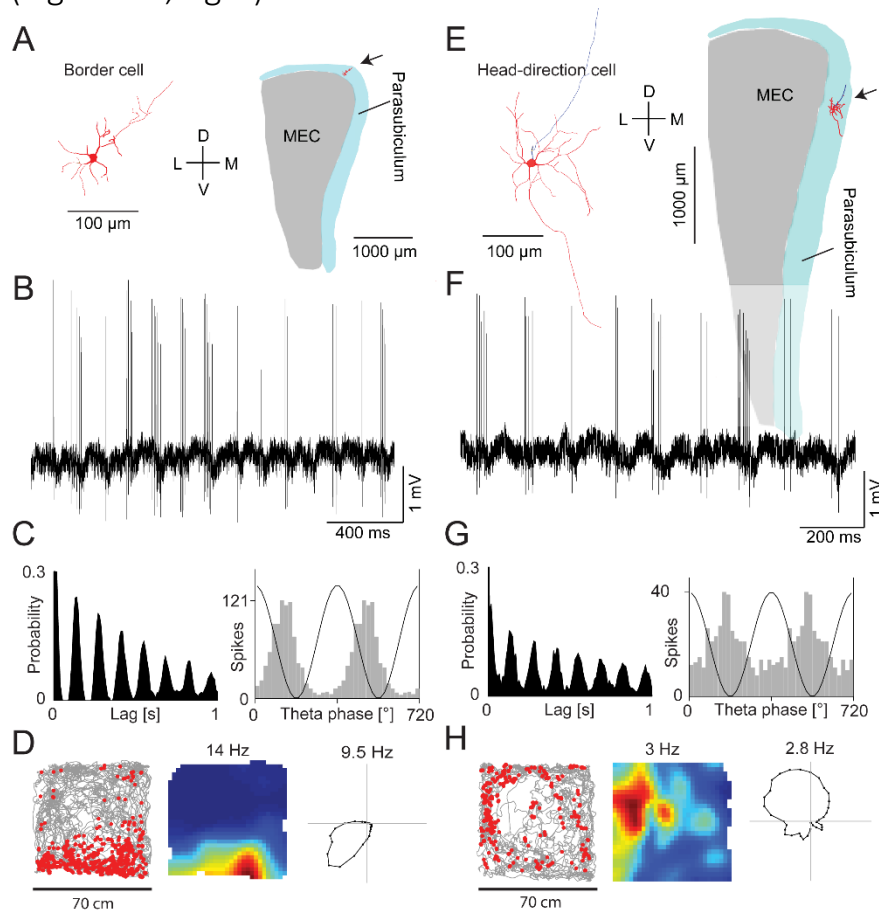 A
Border cell
100 µm
D
L M
V
MEC
Parasubiculum
1000 µm
E
Head-direction cell
100 µm
D
L M
V
1000 µm
MEC
Parasubiculum
B
400 ms
1 mV
F
200 ms
1 mV
C
0.3
Probability
0
0 Lag [s] 1
121
Spikes
0
0 Theta phase [°] 720
G
0.3
Probability
0
0 Lag [s] 1
40
Spikes
0
0 Theta phase [°] 720
D
14 Hz
9.5 Hz
70 cm
H
3 Hz
2.8 Hz
70 cm